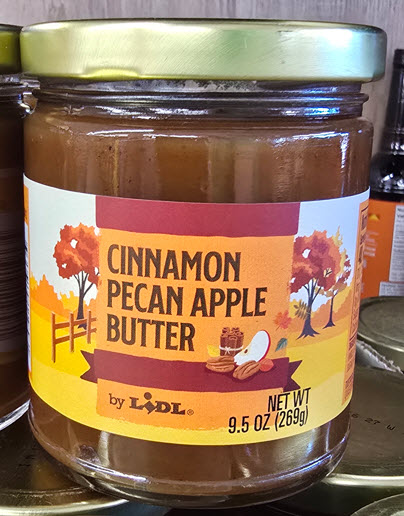 CINNAMON
PECAN APPLE
BUTTER
by LIDL®
NET WT
9.5 OZ (269g)